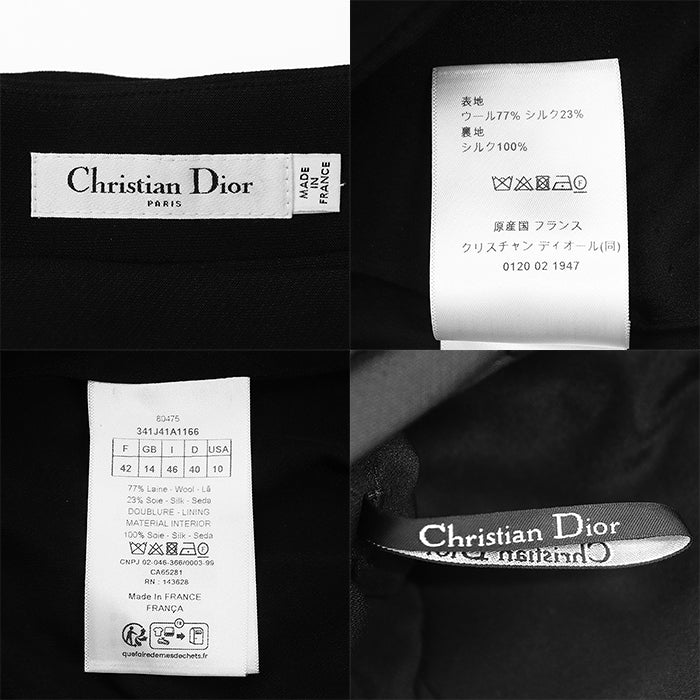 Christian Dior
PARIS
MADE
IN
FRANCE
表地
ウール77% シルク23%
裏地
シルク100%
原産国 フランス
クリスチャン ディオール(同)
0120 02 1947
80475
341J41A1166
F GB I D USA
42 14 46 40 10
77% Laine - Wool - Lã
23% Soie - Silk - Seda
DOUBLURE - LINING
MATERIAL INTERIOR
100% Soie - Silk - Seda
CNPJ 02-046-366/0003-99
CA65281
RN : 143628
Made In FRANCE
FRANÇA
quefairedemesdechets.fr
Christian Dior
Christian Dior